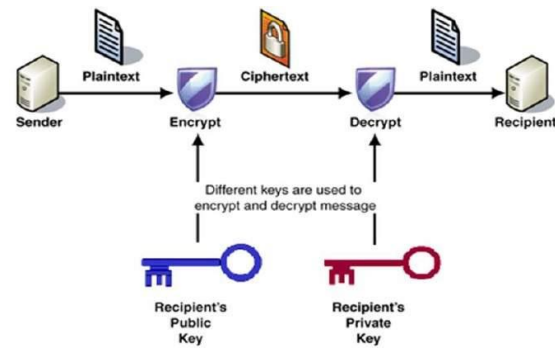 Plaintext
Ciphertext
Plaintext
Sender
Encrypt
Decrypt
Recipient
Different keys are used to
encrypt and decrypt message
Recipient's
Public
Key
Recipient's
Private
Key